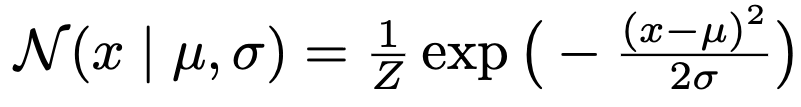 𝒩(x | μ, σ) = 1/Z exp( − (x−μ)²/2σ )